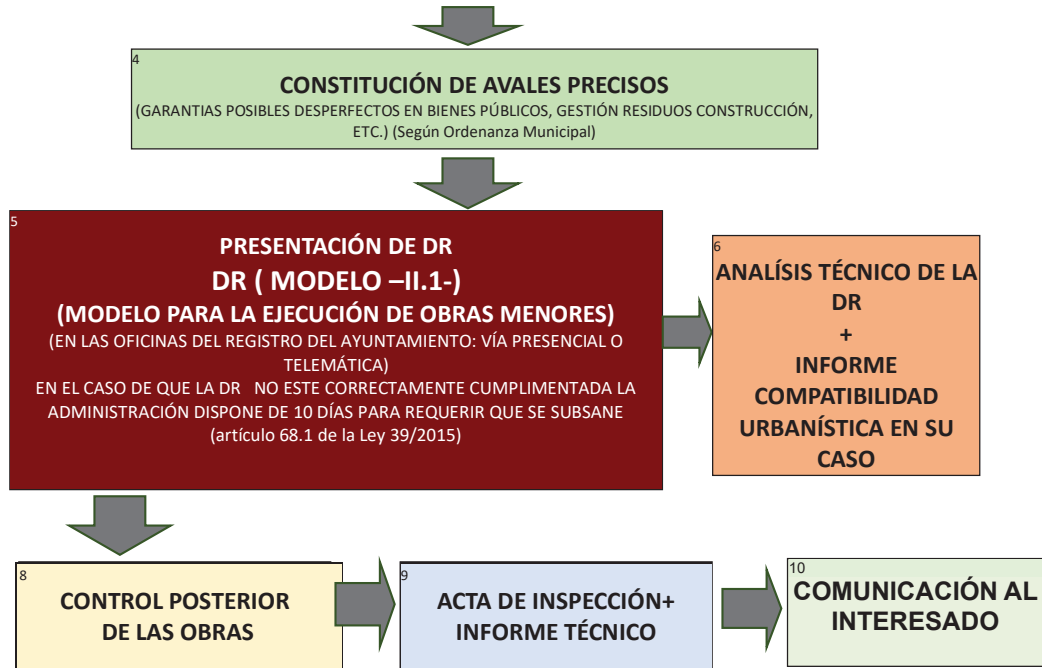 4
CONSTITUCIÓN DE AVALES PRECISOS
(GARANTIAS POSIBLES DESPERFECTOS EN BIENES PÚBLICOS, GESTIÓN RESIDUOS CONSTRUCCIÓN,
ETC.) (Según Ordenanza Municipal)
5
PRESENTACIÓN DE DR
DR ( MODELO –II.1-)
(MODELO PARA LA EJECUCIÓN DE OBRAS MENORES)
(EN LAS OFICINAS DEL REGISTRO DEL AYUNTAMIENTO: VÍA PRESENCIAL O
TELEMÁTICA)
EN EL CASO DE QUE LA DR NO ESTE CORRECTAMENTE CUMPLIMENTADA LA
ADMINISTRACIÓN DISPONE DE 10 DÍAS PARA REQUERIR QUE SE SUBSANE
(artículo 68.1 de la Ley 39/2015)
6
ANALÍSIS TÉCNICO DE LA
DR
+
INFORME
COMPATIBILIDAD
URBANÍSTICA EN SU
CASO
8
CONTROL POSTERIOR
DE LAS OBRAS
9
ACTA DE INSPECCIÓN+
INFORME TÉCNICO
10
COMUNICACIÓN AL
INTERESADO